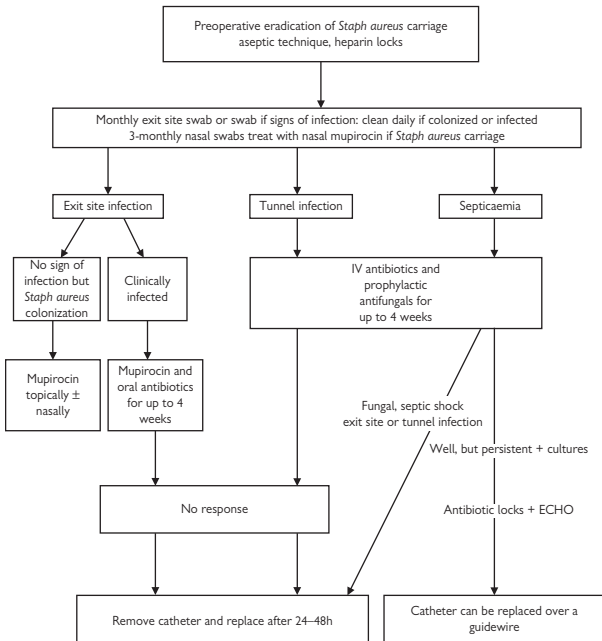 Preoperative eradication of Staph aureus carriage
aseptic technique, heparin locks
Monthly exit site swab or swab if signs of infection: clean daily if colonized or infected
3-monthly nasal swabs treat with nasal mupirocin if Staph aureus carriage
Exit site infection
Tunnel infection
Septicaemia
No sign of
infection but
Staph aureus
colonization
Clinically
infected
IV antibiotics and
prophylactic
antifungals for
up to 4 weeks
Mupirocin
topically ±
nasally
Mupirocin and
oral antibiotics
for up to 4
weeks
Fungal, septic shock
exit site or tunnel infection
Well, but persistent + cultures
No response
Antibiotic locks + ECHO
Remove catheter and replace after 24–48h
Catheter can be replaced over a
guidewire